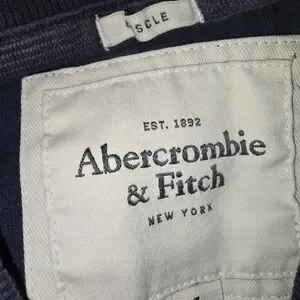 SCLE
EST. 1892
Abercrombie
& Fitch
NEW YORK